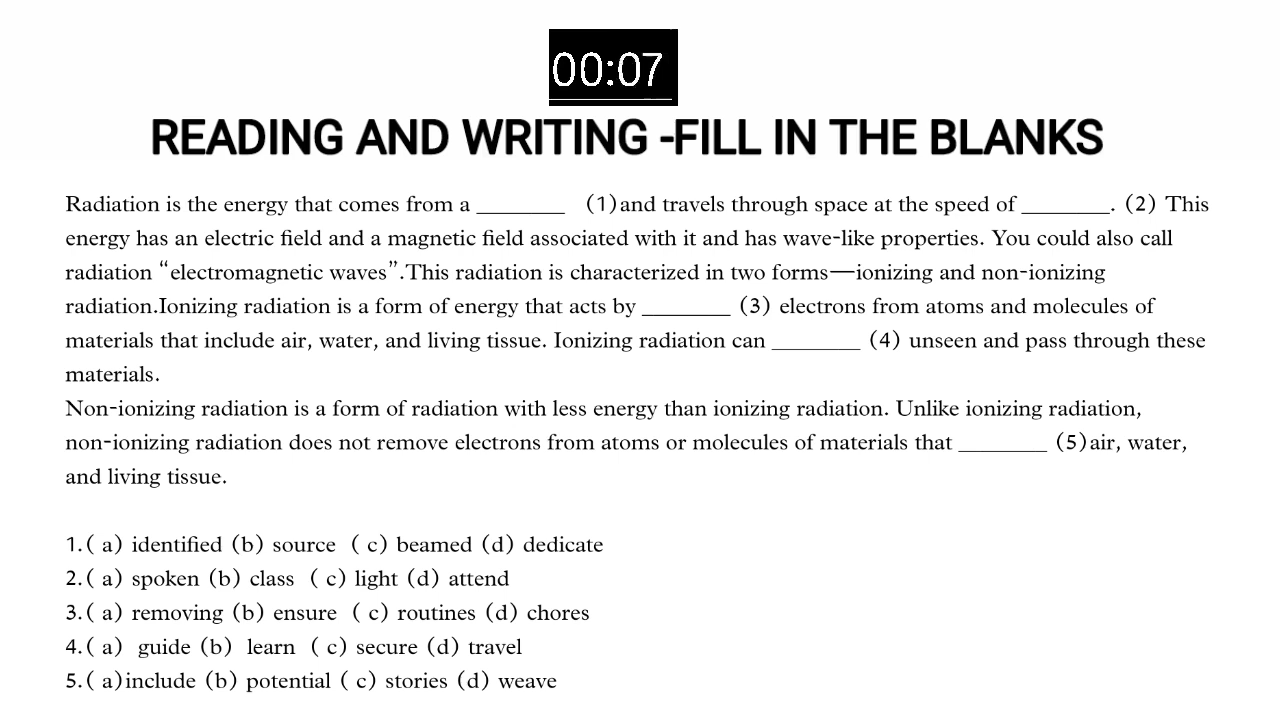 00:07
READING AND WRITING -FILL IN THE BLANKS
Radiation is the energy that comes from a ________ (1)and travels through space at the speed of ________. (2) This
energy has an electric field and a magnetic field associated with it and has wave-like properties. You could also call
radiation “electromagnetic waves”.This radiation is characterized in two forms—ionizing and non-ionizing
radiation.Ionizing radiation is a form of energy that acts by ________ (3) electrons from atoms and molecules of
materials that include air, water, and living tissue. Ionizing radiation can ________ (4) unseen and pass through these
materials.
Non-ionizing radiation is a form of radiation with less energy than ionizing radiation. Unlike ionizing radiation,
non-ionizing radiation does not remove electrons from atoms or molecules of materials that ________ (5)air, water,
and living tissue.
1.( a) identified (b) source ( c) beamed (d) dedicate
2.( a) spoken (b) class ( c) light (d) attend
3.( a) removing (b) ensure ( c) routines (d) chores
4.( a) guide (b) learn ( c) secure (d) travel
5.( a)include (b) potential ( c) stories (d) weave